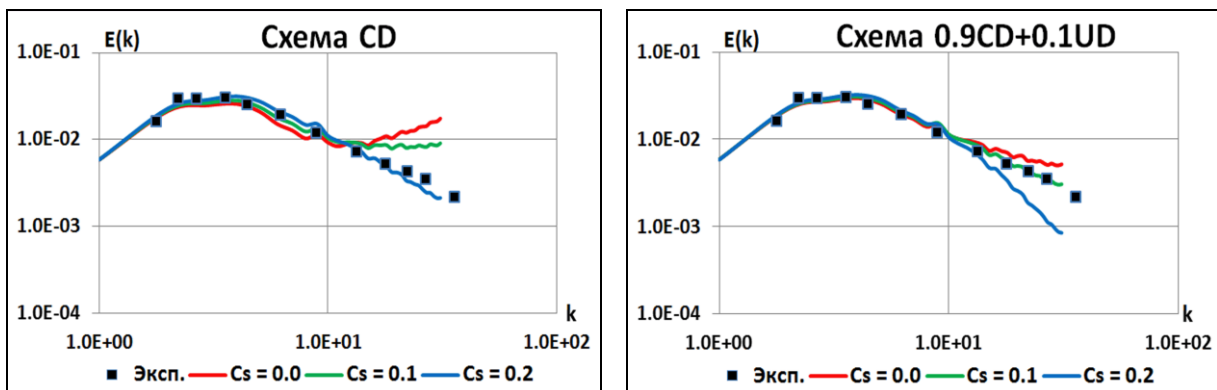 E(k) Схема CD
1.0E-01
1.0E-02
1.0E-03
1.0E-04
k
1.0E+00 1.0E+01 1.0E+02
Эксп. Cs = 0.0 Cs = 0.1 Cs = 0.2
E(k) Схема 0.9CD+0.1UD
1.0E-01
1.0E-02
1.0E-03
1.0E-04
k
1.0E+00 1.0E+01 1.0E+02
Эксп. Cs = 0.0 Cs = 0.1 Cs = 0.2